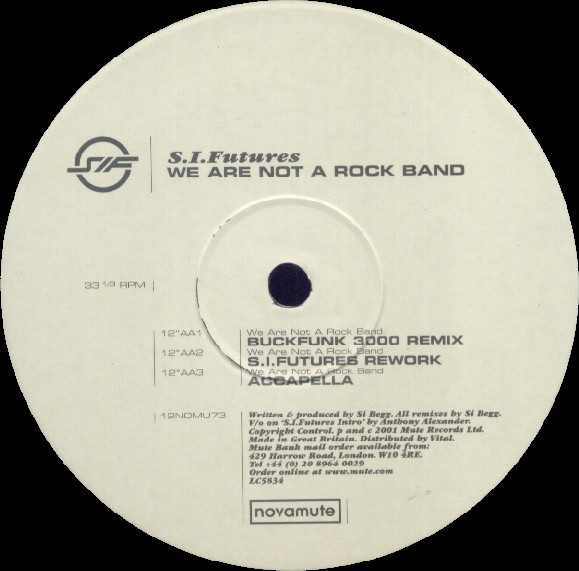 SIF
S.I.Futures
WE ARE NOT A ROCK BAND
33 1/3 RPM
12"AA1 We Are Not A Rock Band
BUCKFUNK 3000 REMIX
12"AA2 We Are Not A Rock Band
S.I.FUTURES REWORK
12"AA3 We Are Not A Rock Band
ACCAPELLA
12NOMU73
Written & produced by Si Begg. All remixes by Si Begg.
V/o on 'S.I.Futures Intro' by Anthony Alexander.
Copyright Control. p and c 2001 Mute Records Ltd.
Made in Great Britain. Distributed by Vital.
Mute Bank mail order available from:
429 Harrow Road, London. W10 4RE.
Tel +44 (0) 20 8964 0029
Order online at www.mute.com
LC5834
novamute